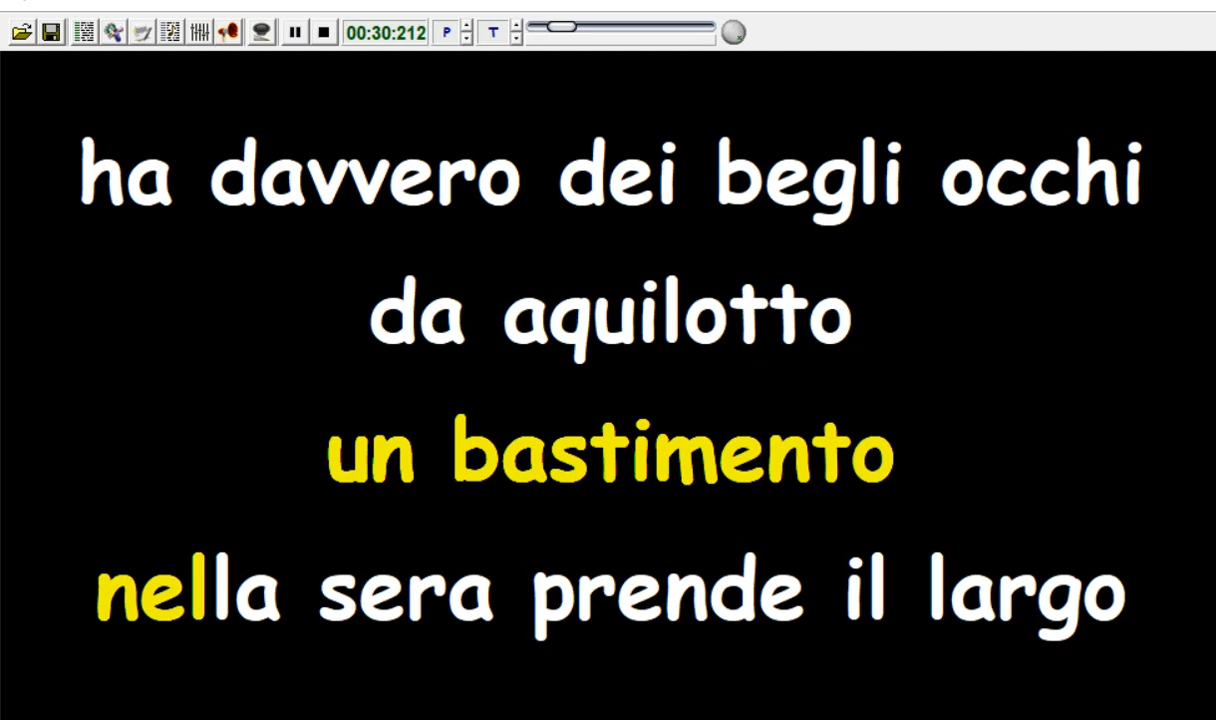 00:30:212 P T
ha davvero dei begli occhi
da aquilotto
un bastimento
nella sera prende il largo